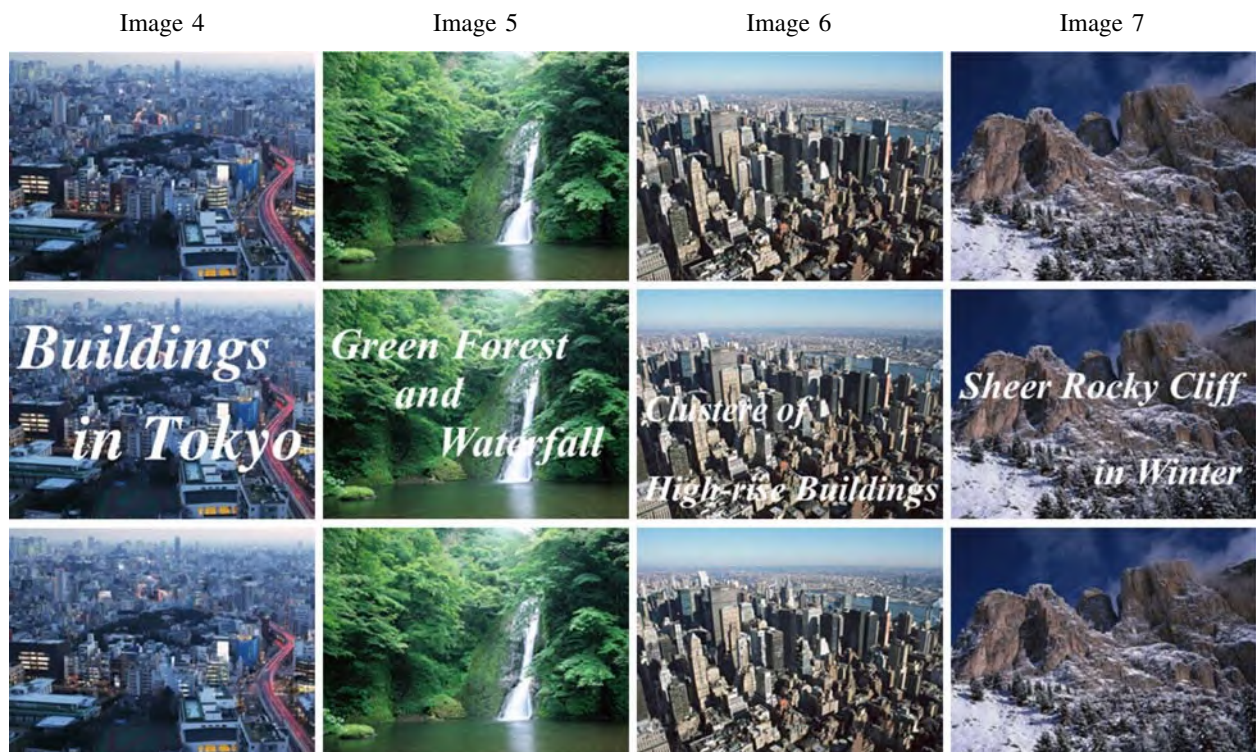 Image 4
Image 5
Image 6
Image 7
Buildings
in Tokyo
Green Forest
and
Waterfall
Clustere of
High-rise Buildings
Sheer Rocky Cliff
in Winter